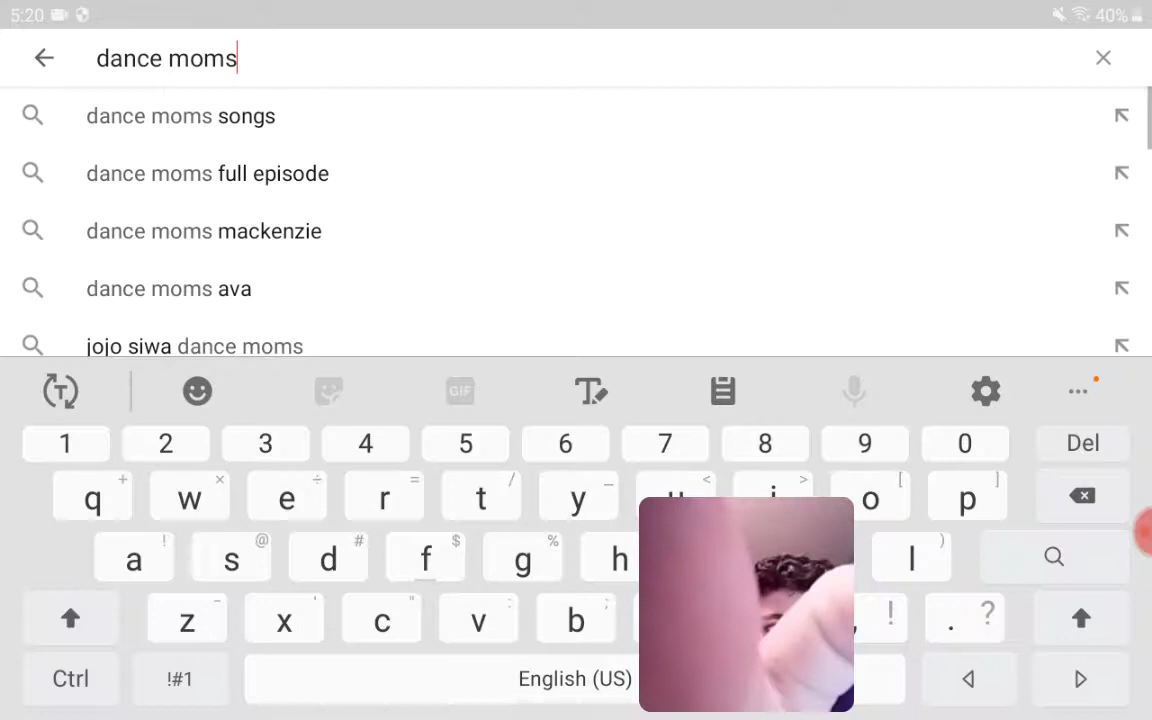 5:20 40%
dance moms
dance moms songs
dance moms full episode
dance moms mackenzie
dance moms ava
jojo siwa dance moms
T GIF T ...
1 2 3 4 5 6 7 8 9 0 Del
+ × ÷ = / _ < > [ ]
q w e r t y u i o p
! @ # $ % )
a s d f g h l
- ' " : ; ! ?
z x c v b , .
Ctrl !#1 English (US)